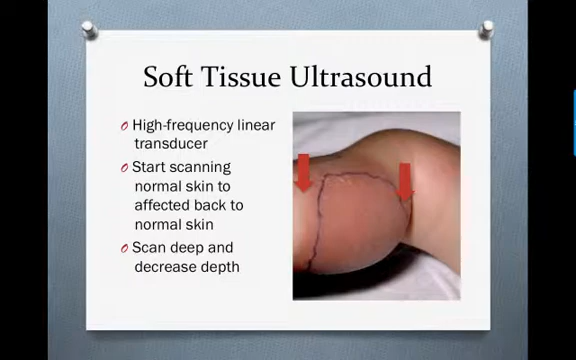 Soft Tissue Ultrasound
High-frequency linear
transducer
Start scanning
normal skin to
affected back to
normal skin
Scan deep and
decrease depth